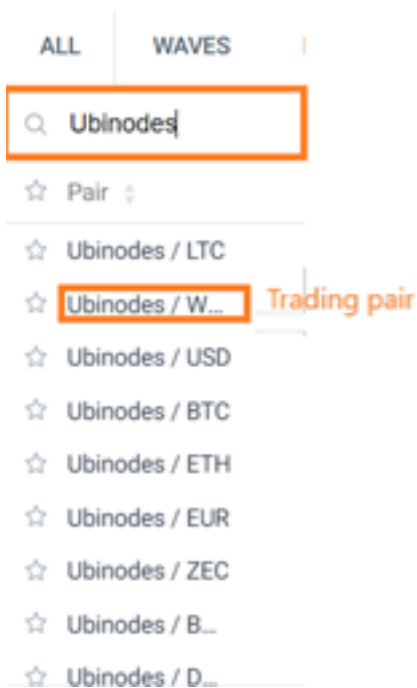 ALL WAVES
Ubinodes
Pair
Ubinodes / LTC
Ubinodes / W... Trading pair
Ubinodes / USD
Ubinodes / BTC
Ubinodes / ETH
Ubinodes / EUR
Ubinodes / ZEC
Ubinodes / B...
Ubinodes / D...